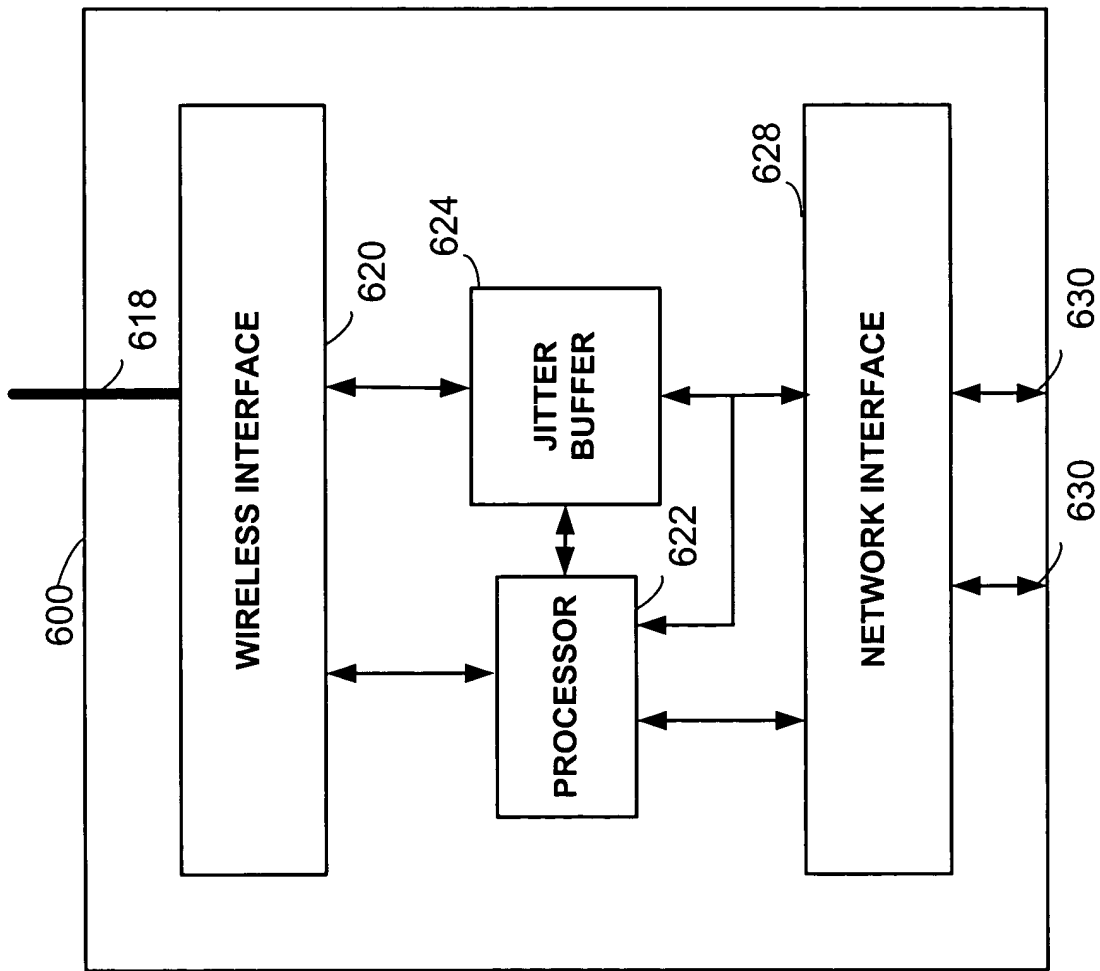 600
618
WIRELESS INTERFACE
620
624
JITTER
BUFFER
PROCESSOR
622
628
NETWORK INTERFACE
630
630